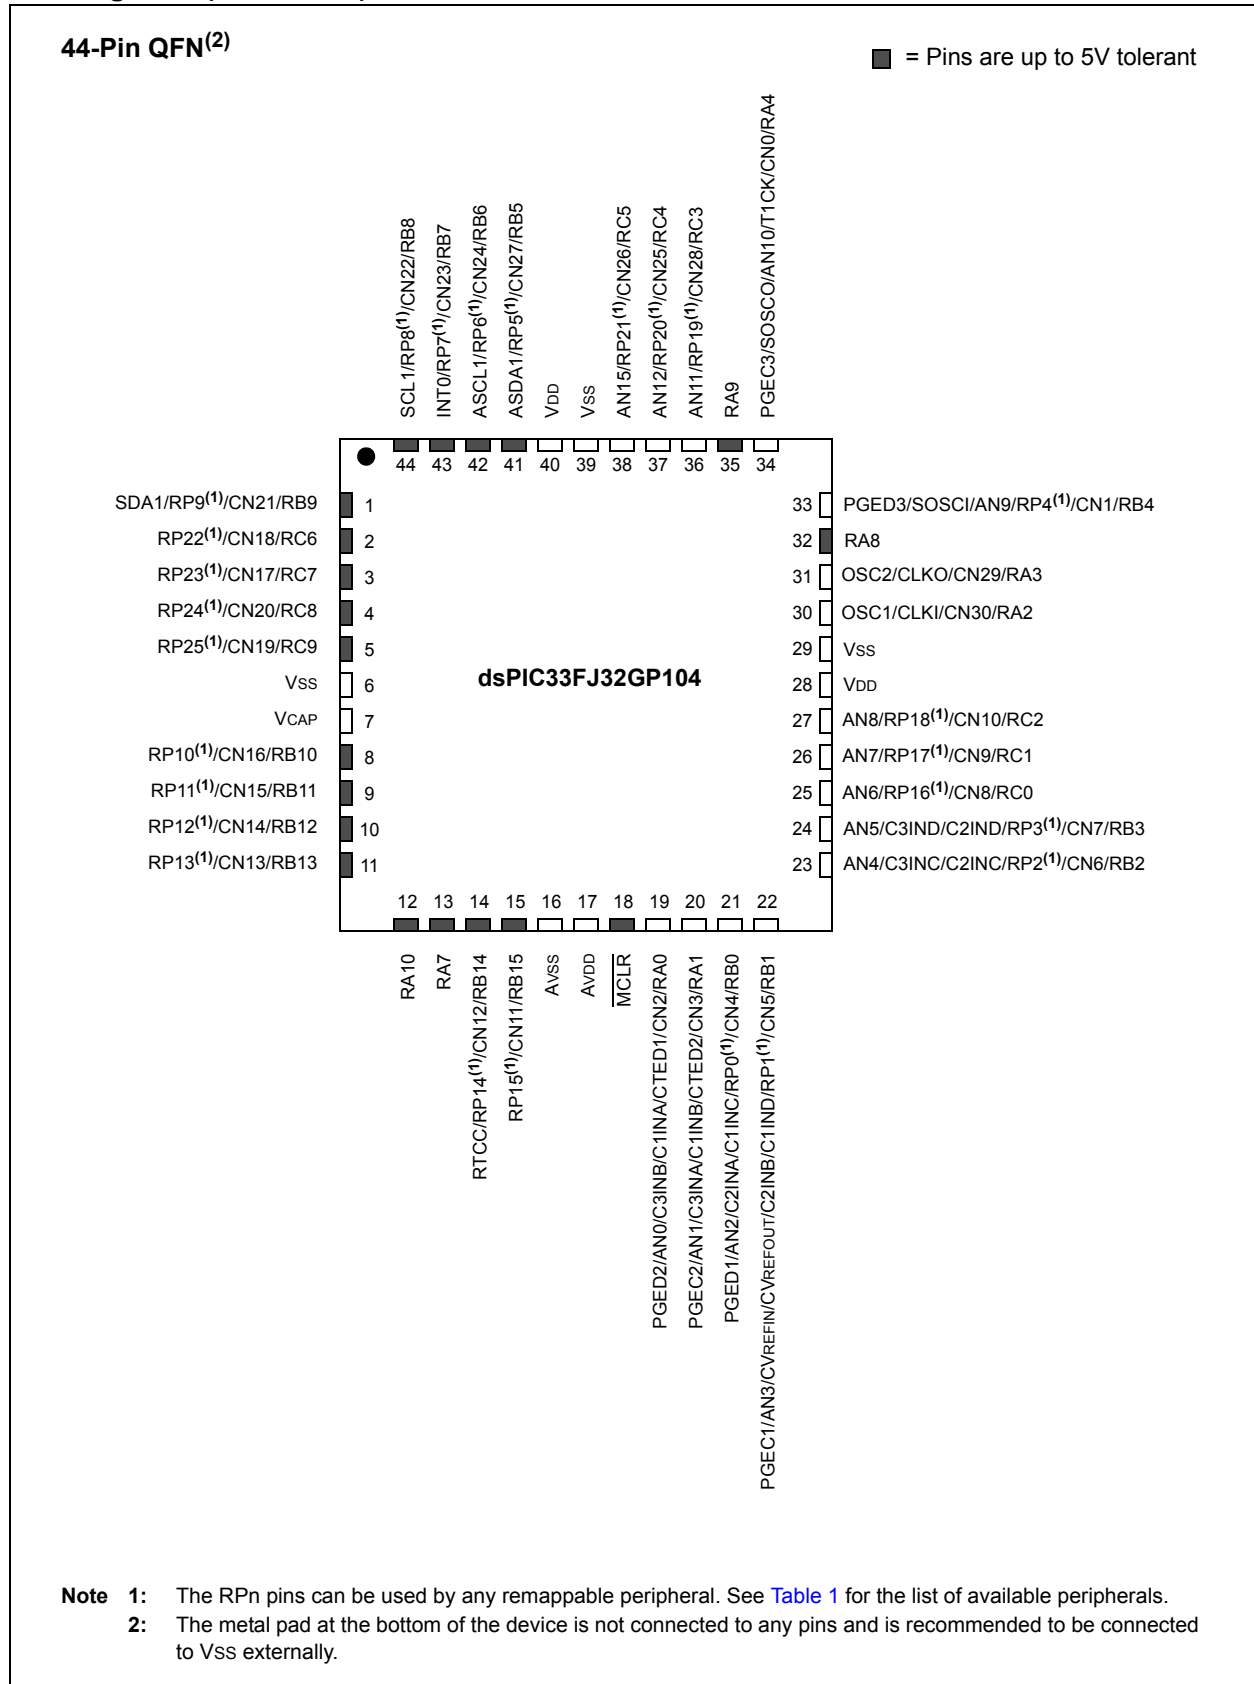 44-Pin QFN(2)
= Pins are up to 5V tolerant
SCL1/RP8(1)/CN22/RB8
INT0/RP7(1)/CN23/RB7
ASCL1/RP6(1)/CN24/RB6
ASDA1/RP5(1)/CN27/RB5
VDD
VSS
AN15/RP21(1)/CN26/RC5
AN12/RP20(1)/CN25/RC4
AN11/RP19(1)/CN28/RC3
RA9
PGEC3/SOSCO/AN10/T1CK/CN0/RA4
44 43 42 41 40 39 38 37 36 35 34
SDA1/RP9(1)/CN21/RB9 1
RP22(1)/CN18/RC6 2
RP23(1)/CN17/RC7 3
RP24(1)/CN20/RC8 4
RP25(1)/CN19/RC9 5
VSS 6
VCAP 7
RP10(1)/CN16/RB10 8
RP11(1)/CN15/RB11 9
RP12(1)/CN14/RB12 10
RP13(1)/CN13/RB13 11
dsPIC33FJ32GP104
33 PGED3/SOSCI/AN9/RP4(1)/CN1/RB4
32 RA8
31 OSC2/CLKO/CN29/RA3
30 OSC1/CLKI/CN30/RA2
29 VSS
28 VDD
27 AN8/RP18(1)/CN10/RC2
26 AN7/RP17(1)/CN9/RC1
25 AN6/RP16(1)/CN8/RC0
24 AN5/C3IND/C2IND/RP3(1)/CN7/RB3
23 AN4/C3INC/C2INC/RP2(1)/CN6/RB2
12 13 14 15 16 17 18 19 20 21 22
RA10
RA7
RTCC/RP14(1)/CN12/RB14
RP15(1)/CN11/RB15
AVSS
AVDD
MCLR
PGED2/AN0/C3INB/C1INA/CTED1/CN2/RA0
PGEC2/AN1/C3INA/C1INB/CTED2/CN3/RA1
PGED1/AN2/C2INA/C1INC/RP0(1)/CN4/RB0
PGEC1/AN3/CVREFIN/CVREFOUT/C2INB/C1IND/RP1(1)/CN5/RB1
Note 1: The RPn pins can be used by any remappable peripheral. See Table 1 for the list of available peripherals.
2: The metal pad at the bottom of the device is not connected to any pins and is recommended to be connected
to VSS externally.